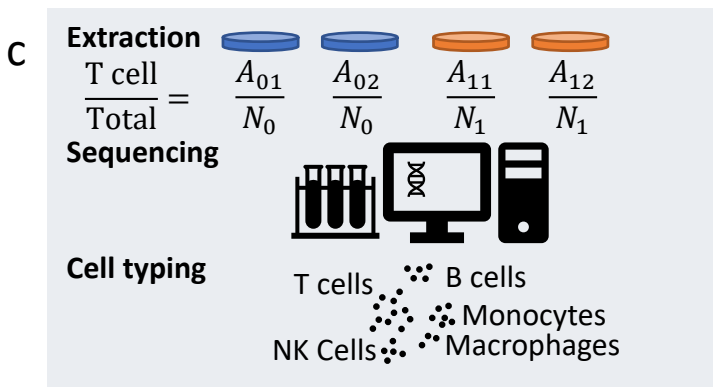 C
Extraction
T cell / Total = A₀₁ / N₀ A₀₂ / N₀ A₁₁ / N₁ A₁₂ / N₁
Sequencing
Cell typing
T cells
B cells
Monocytes
NK Cells
Macrophages